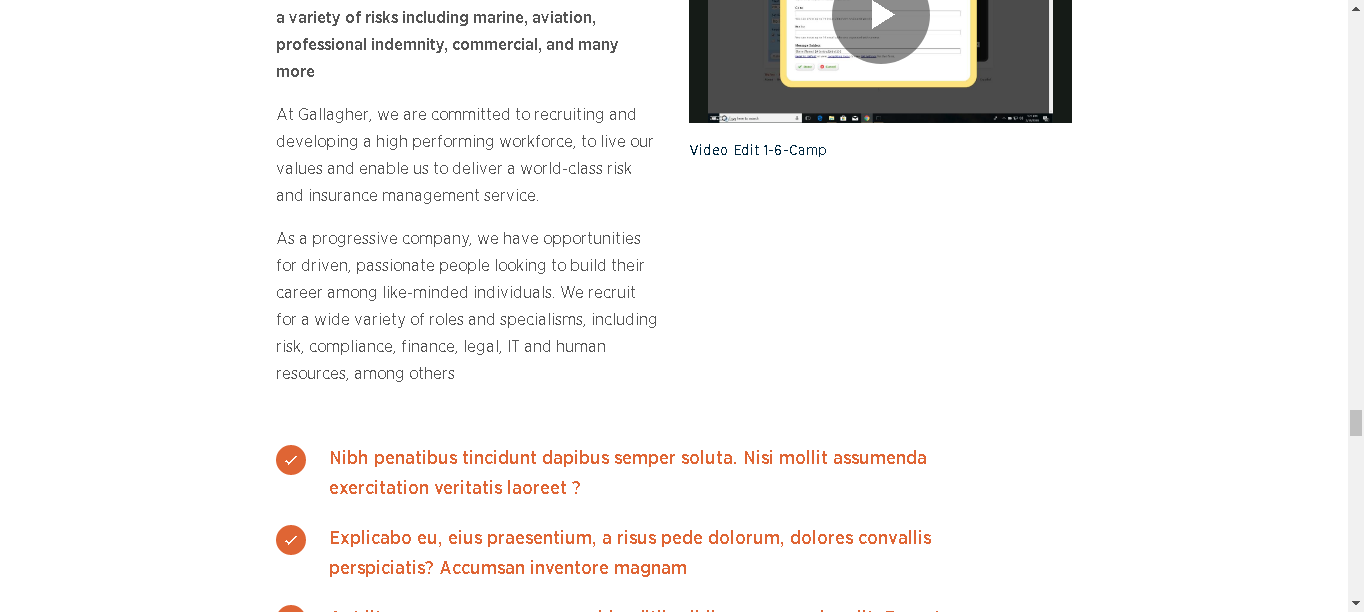 a variety of risks including marine, aviation,
professional indemnity, commercial, and many
more
At Gallagher, we are committed to recruiting and
developing a high performing workforce, to live our
values and enable us to deliver a world-class risk
and insurance management service.
As a progressive company, we have opportunities
for driven, passionate people looking to build their
career among like-minded individuals. We recruit
for a wide variety of roles and specialisms, including
risk, compliance, finance, legal, IT and human
resources, among others
Video Edit 1-6-Camp
Nibh penatibus tincidunt dapibus semper soluta. Nisi mollit assumenda
exercitation veritatis laoreet ?
Explicabo eu, eius praesentium, a risus pede dolorum, dolores convallis
perspiciatis? Accumsan inventore magnam